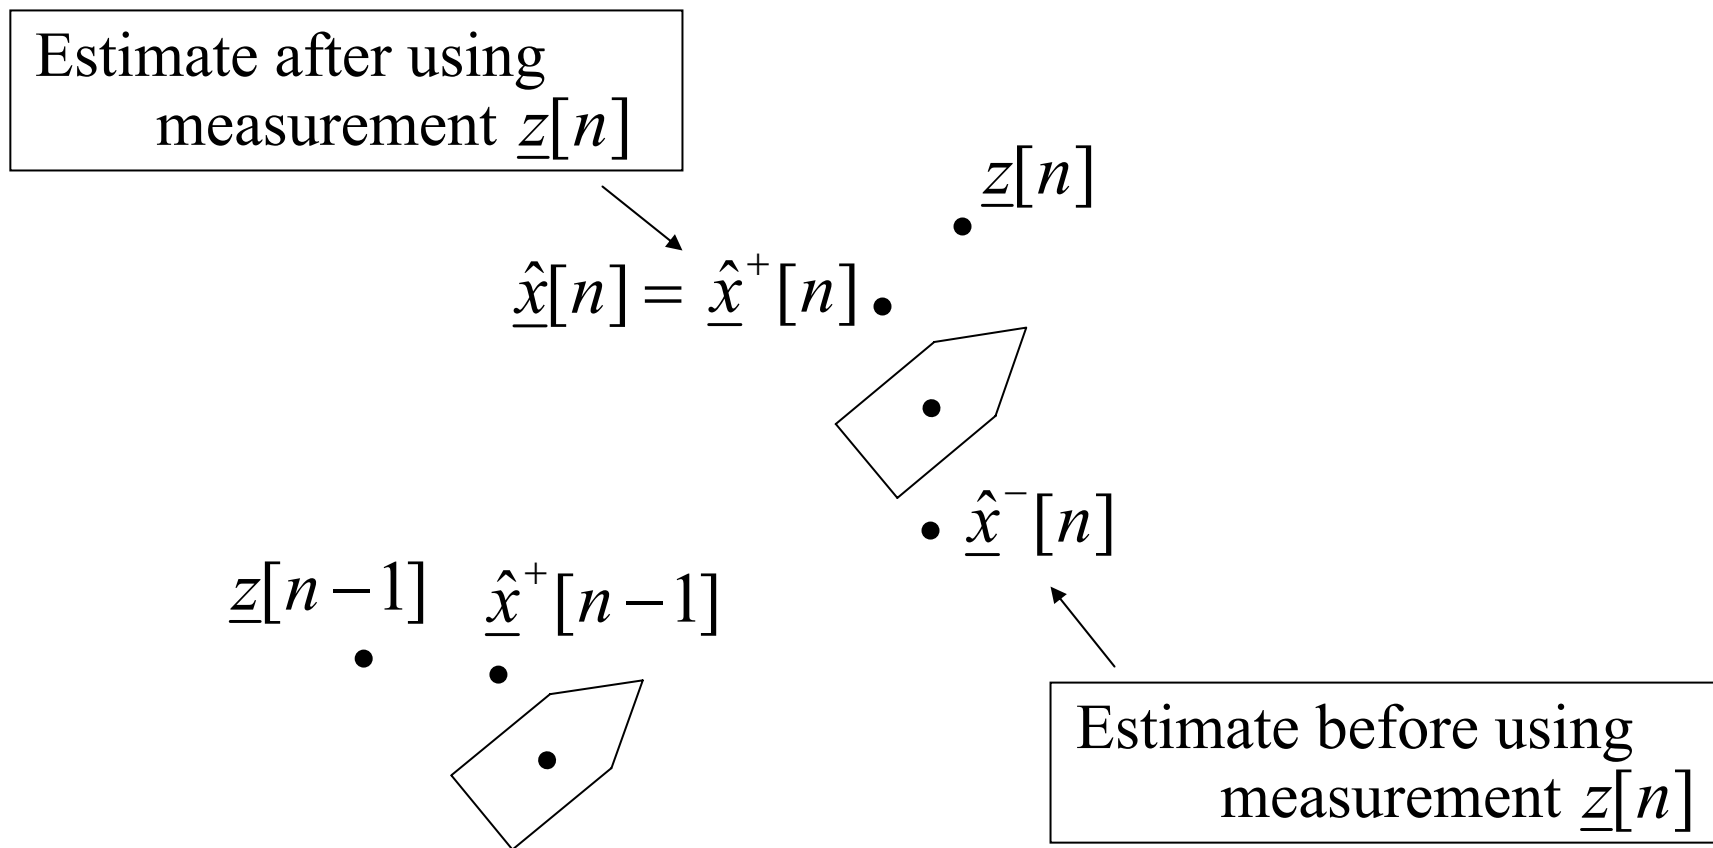 Estimate after using
measurement z[n]
z[n]
x̂[n] = x̂⁺[n]
x̂⁻[n]
z[n−1]
x̂⁺[n−1]
Estimate before using
measurement z[n]